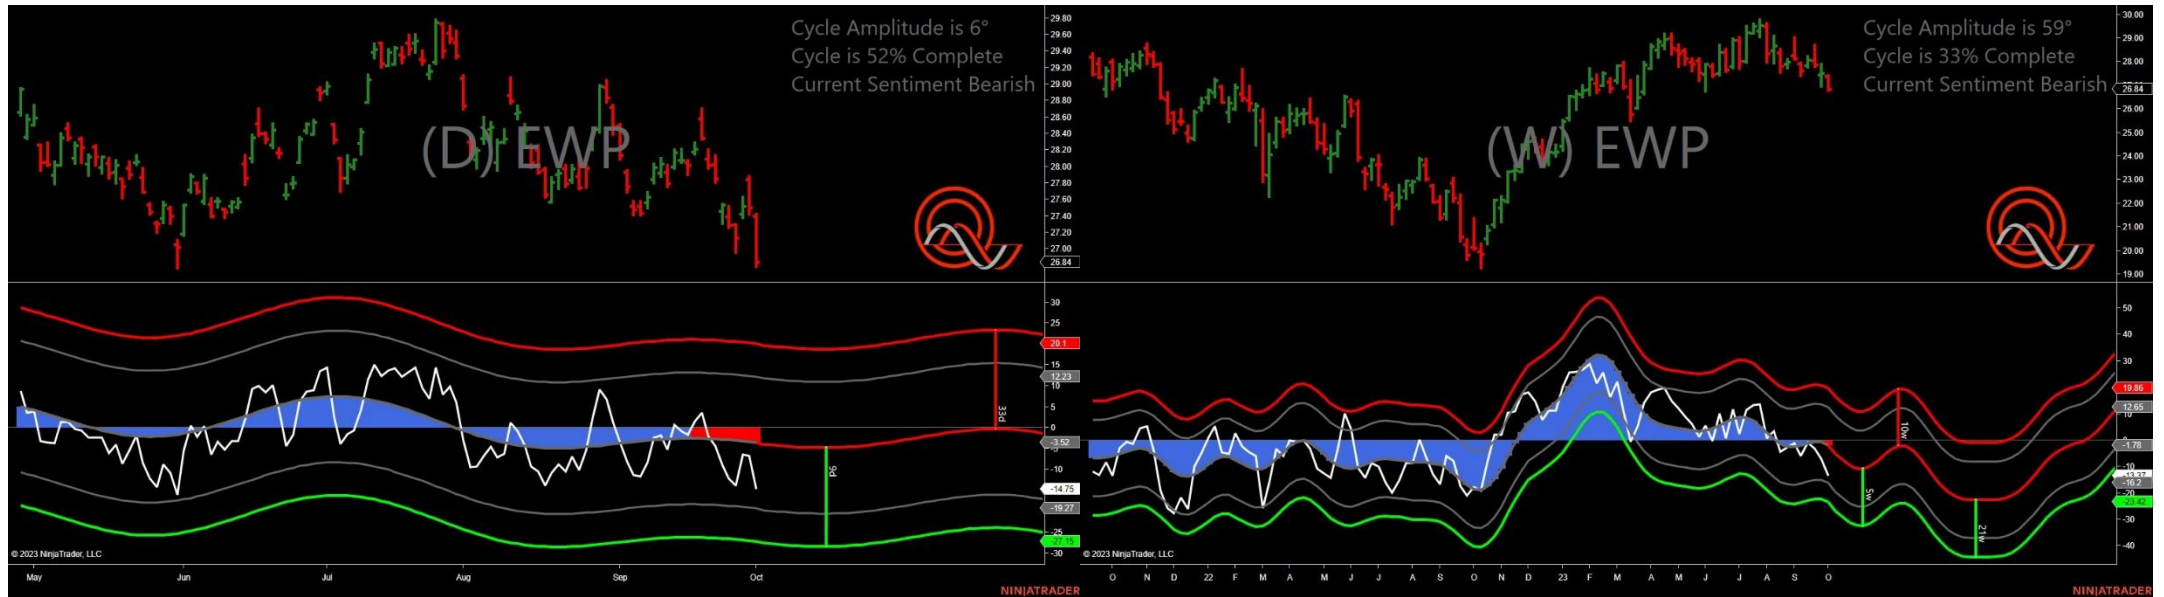 Cycle Amplitude is 6°
Cycle is 52% Complete
Current Sentiment Bearish
(D) EWP
29.80
29.60
29.40
29.20
29.00
28.80
28.60
28.40
28.20
28.00
27.80
27.60
27.40
27.20
27.00
26.84
30
25
20.1
15
12.23
10
5
0
-3.52
-10
-14.75
-19.27
-25
-27.15
-30
33d
9d
© 2023 NinjaTrader, LLC
May Jun Jul Aug Sep Oct
NINJATRADER
Cycle Amplitude is 59°
Cycle is 33% Complete
Current Sentiment Bearish
(W) EWP
30.00
29.00
28.00
26.84
26.00
25.00
24.00
23.00
22.00
21.00
20.00
19.00
50
40
30
19.86
12.65
-1.78
-10
-13.37
-16.2
-20
-23.42
-30
-40
10w
5w
21w
© 2023 NinjaTrader, LLC
O N D 22 F M A M J J A S O N D 23 F M A M J J A S O
NINJATRADER